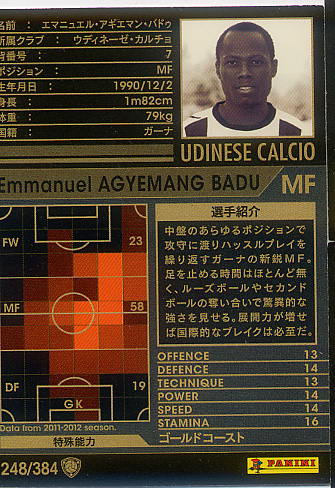 名前 : エマニュエル・アギエマン・バドゥ
所属クラブ : ウディネーゼ・カルチョ
背番号 : 7
ポジション : MF
生年月日 : 1990/12/2
身長 : 1m82cm
体重 : 79kg
国籍 : ガーナ
UDINESE CALCIO
Emmanuel AGYEMANG BADU MF
FW 23
MF 58
DF 19
GK
Data from 2011-2012 season.
特殊能力
選手紹介
中盤のあらゆるポジションで
攻守に渡りハッスルプレイを
繰り返すガーナの新鋭MF。
足を止める時間はほとんど無
く、ルーズボールやセカンド
ボールの奪い合いで驚異的な
強さを見せる。展開力が増せ
ば国際的なブレイクは必至だ。
OFFENCE 13
DEFENCE 14
TECHNIQUE 13
POWER 14
SPEED 14
STAMINA 16
ゴールドコースト
248/384
PANINI